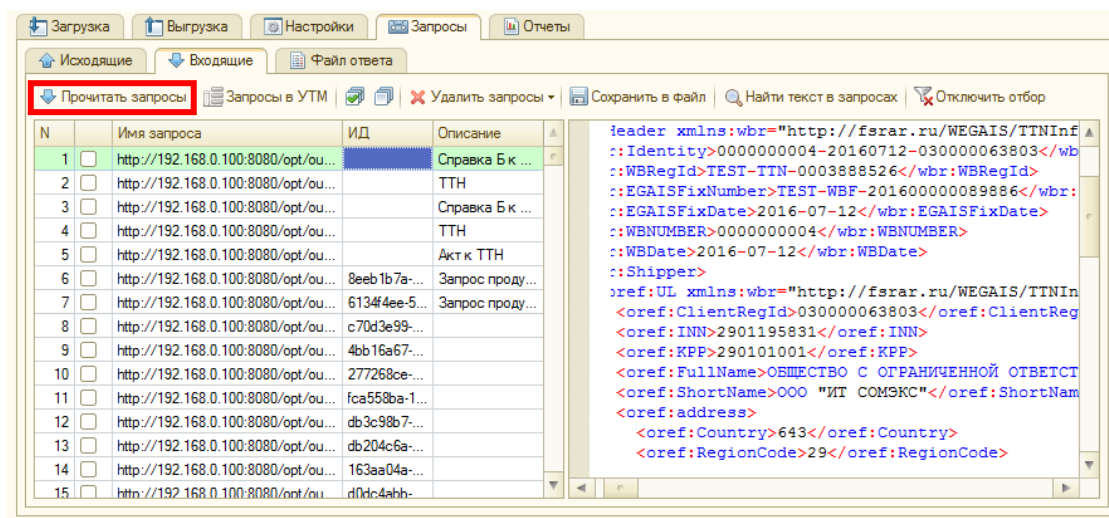 Загрузка Выгрузка Настройки Запросы Отчеты
Исходящие Входящие Файл ответа
Прочитать запросы Запросы в УТМ Удалить запросы Сохранить в файл Найти текст в запросах Отключить отбор
N Имя запроса ИД Описание
1 http://192.168.0.100:8080/opt/ou... Справка Б к ...
2 http://192.168.0.100:8080/opt/ou... ТТН
3 http://192.168.0.100:8080/opt/ou... Справка Б к ...
4 http://192.168.0.100:8080/opt/ou... ТТН
5 http://192.168.0.100:8080/opt/ou... Акт к ТТН
6 http://192.168.0.100:8080/opt/ou... 8eeb1b7a-... Запрос проду...
7 http://192.168.0.100:8080/opt/ou... 6134f4ee-5... Запрос проду...
8 http://192.168.0.100:8080/opt/ou... c70d3e99-...
9 http://192.168.0.100:8080/opt/ou... 4bb16a67-...
10 http://192.168.0.100:8080/opt/ou... 277268ce-...
11 http://192.168.0.100:8080/opt/ou... fca558ba-1...
12 http://192.168.0.100:8080/opt/ou... db3c98b7-...
13 http://192.168.0.100:8080/opt/ou... db204c6a-...
14 http://192.168.0.100:8080/opt/ou... 163aa04a-...
15 http://192.168.0.100:8080/opt/ou... d0dc4abb-
Header xmlns:wbr="http://fsrar.ru/WEGAIS/TTNInf
r:Identity>0000000004-20160712-030000063803</wb
r:WBRegId>TEST-TTN-0003888526</wbr:WBRegId>
r:EGAISFixNumber>TEST-WBF-201600000089886</wbr:
r:EGAISFixDate>2016-07-12</wbr:EGAISFixDate>
r:WBNUMBER>0000000004</wbr:WBNUMBER>
r:WBDate>2016-07-12</wbr:WBDate>
r:Shipper>
oref:UL xmlns:wbr="http://fsrar.ru/WEGAIS/TTNIn
<oref:ClientRegId>030000063803</oref:ClientReg
<oref:INN>2901195831</oref:INN>
<oref:KPP>290101001</oref:KPP>
<oref:FullName>ОБЩЕСТВО С ОГРАНИЧЕННОЙ ОТВЕТСТ
<oref:ShortName>ООО "ИТ СОМЭКС"</oref:ShortNam
<oref:address>
<oref:Country>643</oref:Country>
<oref:RegionCode>29</oref:RegionCode>